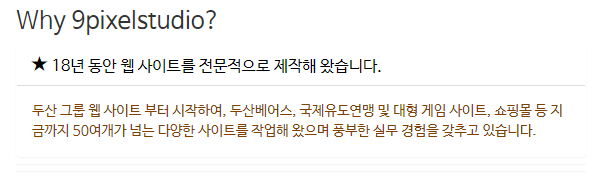 Why 9pixelstudio?
★ 18년 동안 웹 사이트를 전문적으로 제작해 왔습니다.
두산 그룹 웹 사이트 부터 시작하여, 두산베어스, 국제유도연맹 및 대형 게임 사이트, 쇼핑몰 등 지
금까지 50여개가 넘는 다양한 사이트를 작업해 왔으며 풍부한 실무 경험을 갖추고 있습니다.